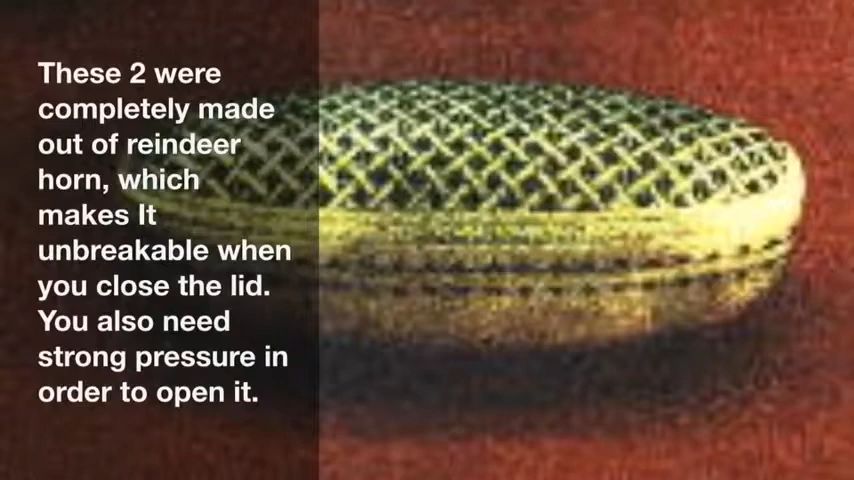 These 2 were
completely made
out of reindeer
horn, which
makes It
unbreakable when
you close the lid.
You also need
strong pressure in
order to open it.